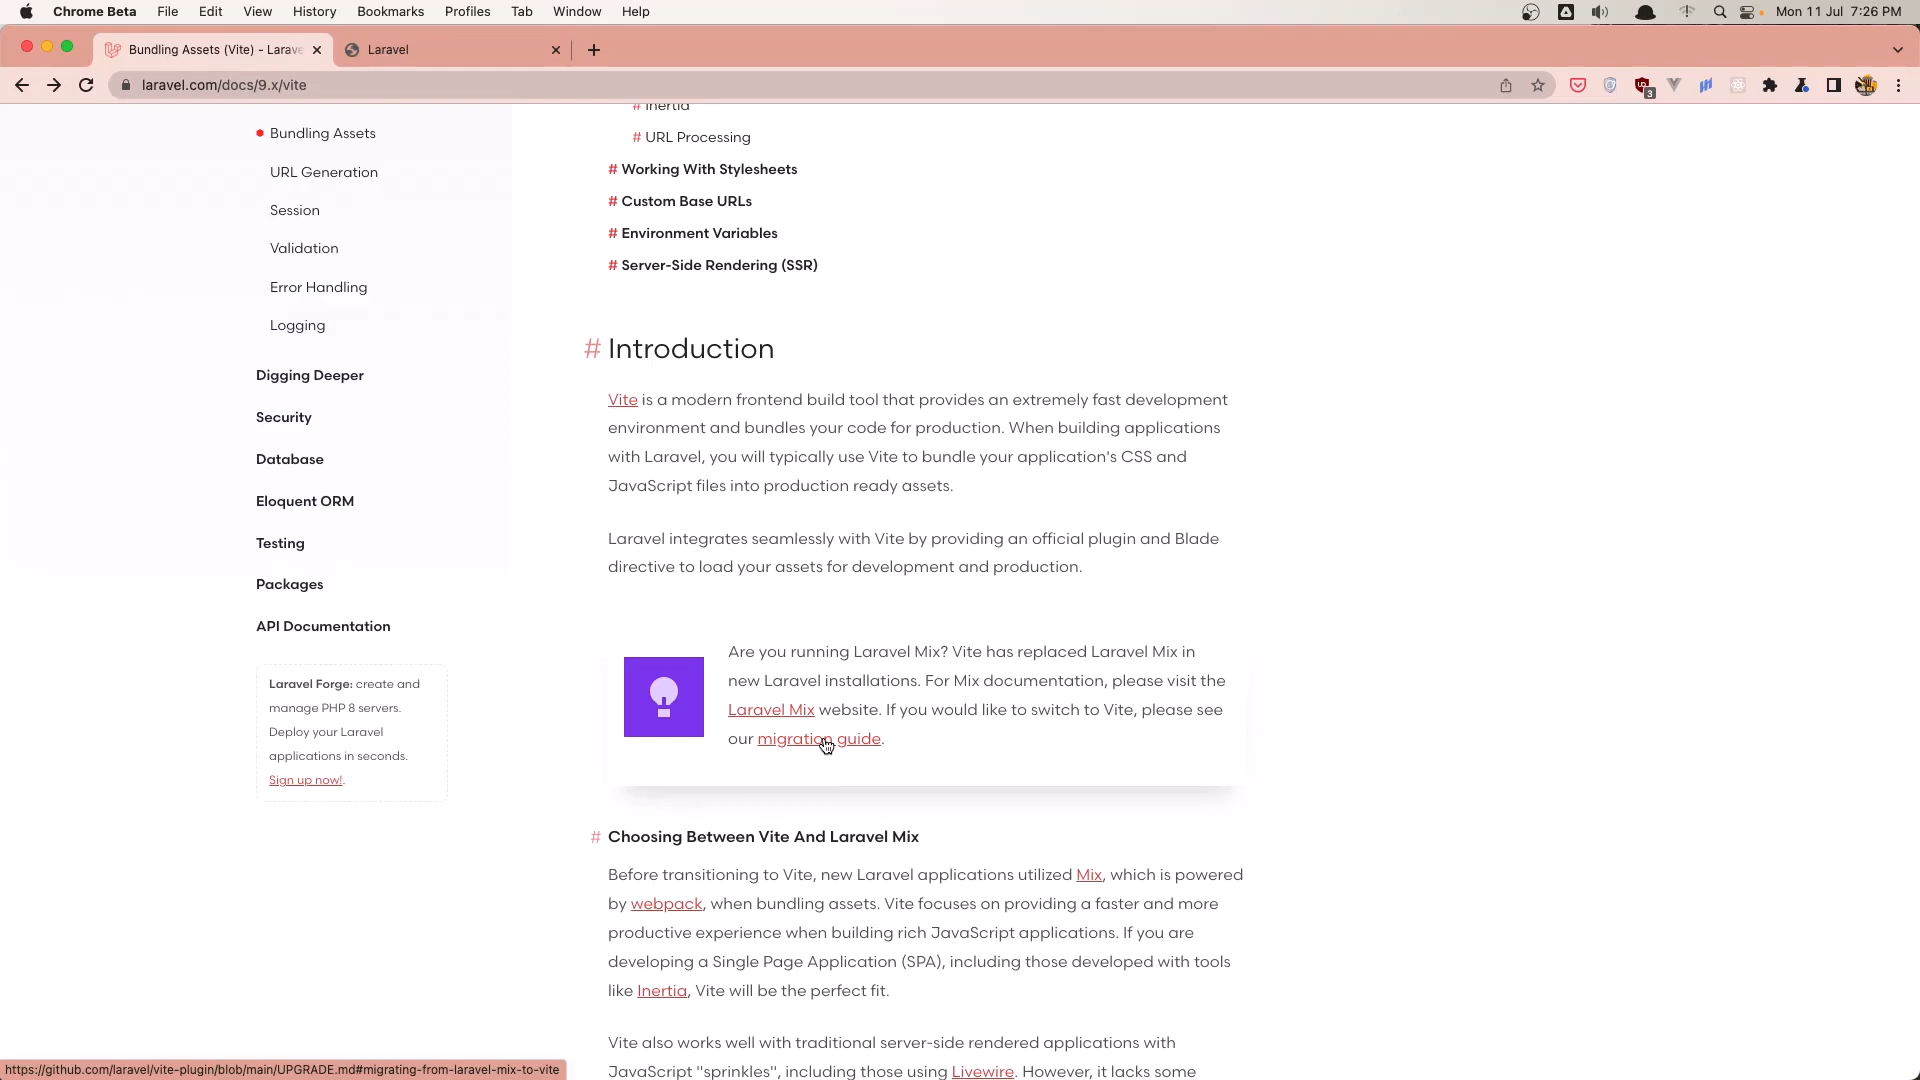 Chrome Beta File Edit View History Bookmarks Profiles Tab Window Help Mon 11 Jul 7:26 PM
Bundling Assets (Vite) - Larave
Laravel
laravel.com/docs/9.x/vite
3
Bundling Assets
URL Generation
Session
Validation
Error Handling
Logging
Digging Deeper
Security
Database
Eloquent ORM
Testing
Packages
API Documentation
Laravel Forge: create and
manage PHP 8 servers.
Deploy your Laravel
applications in seconds.
Sign up now!.
# Inertia
# URL Processing
# Working With Stylesheets
# Custom Base URLs
# Environment Variables
# Server-Side Rendering (SSR)
# Introduction
Vite is a modern frontend build tool that provides an extremely fast development
environment and bundles your code for production. When building applications
with Laravel, you will typically use Vite to bundle your application's CSS and
JavaScript files into production ready assets.
Laravel integrates seamlessly with Vite by providing an official plugin and Blade
directive to load your assets for development and production.
Are you running Laravel Mix? Vite has replaced Laravel Mix in
new Laravel installations. For Mix documentation, please visit the
Laravel Mix website. If you would like to switch to Vite, please see
our migration guide.
# Choosing Between Vite And Laravel Mix
Before transitioning to Vite, new Laravel applications utilized Mix, which is powered
by webpack, when bundling assets. Vite focuses on providing a faster and more
productive experience when building rich JavaScript applications. If you are
developing a Single Page Application (SPA), including those developed with tools
like Inertia, Vite will be the perfect fit.
Vite also works well with traditional server-side rendered applications with
JavaScript "sprinkles", including those using Livewire. However, it lacks some
https://github.com/laravel/vite-plugin/blob/main/UPGRADE.md#migrating-from-laravel-mix-to-vite